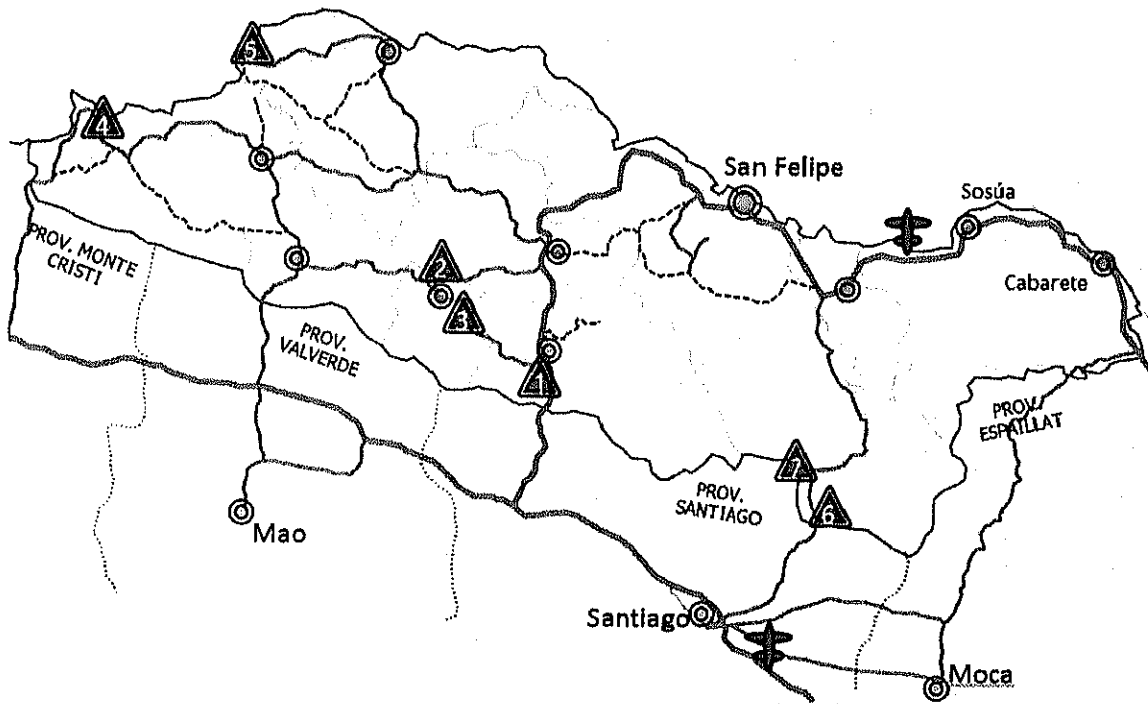 5
4
San Felipe
Sosúa
PROV. MONTE
CRISTI
2
Cabarete
3
PROV.
VALVERDE
1
PROV.
ESPAILLAT
7
PROV.
SANTIAGO
6
Mao
Santiago
Moca